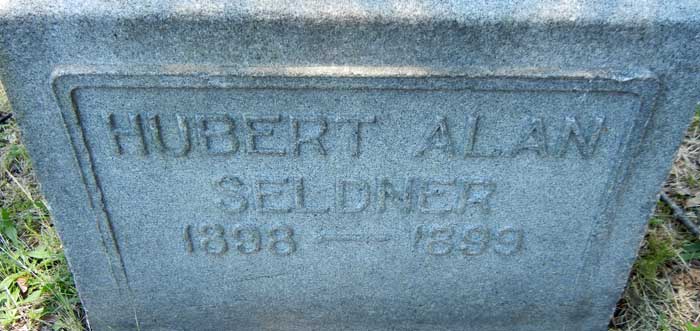 HUBERT ALAN
SELDNER
1898 — 1899